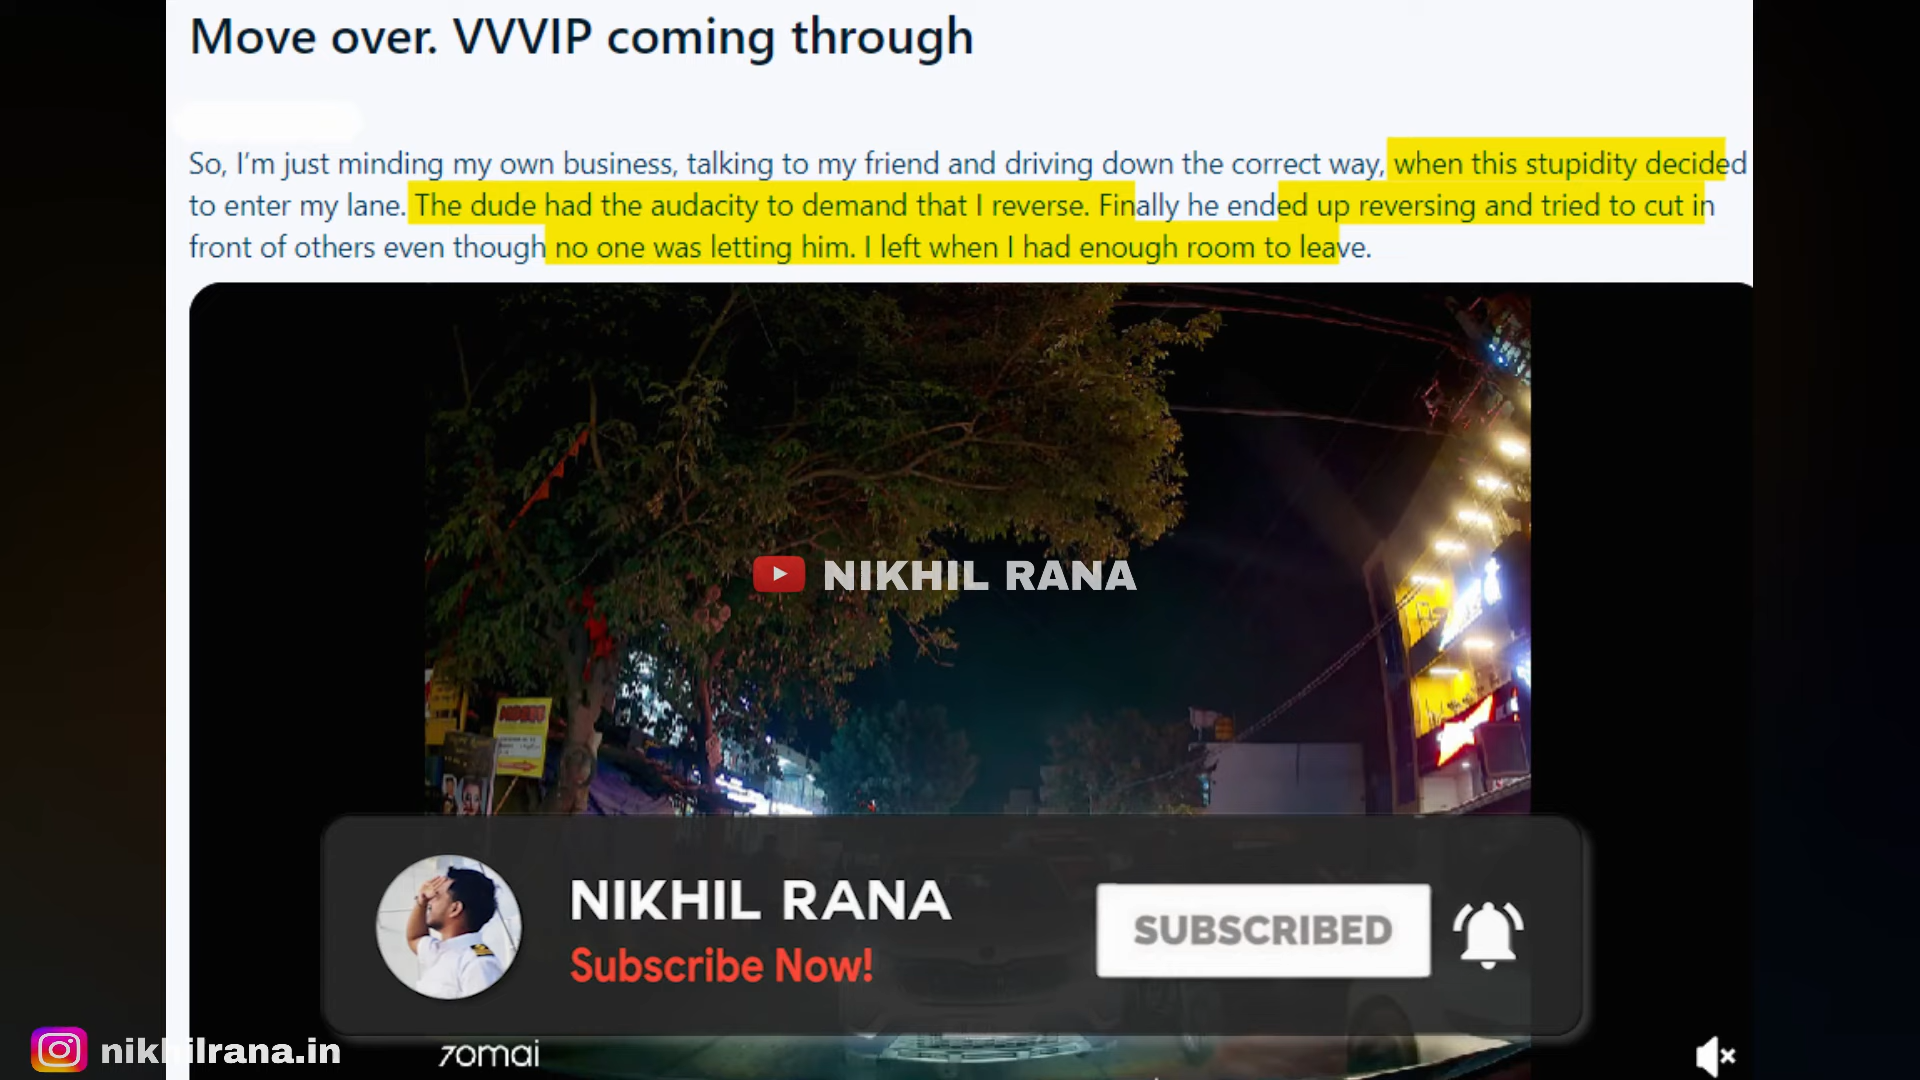 Move over. VVVIP coming through
So, I'm just minding my own business, talking to my friend and driving down the correct way, when this stupidity decided
to enter my lane. The dude had the audacity to demand that I reverse. Finally he ended up reversing and tried to cut in
front of others even though no one was letting him. I left when I had enough room to leave.
NIKHIL RANA
NIKHIL RANA
Subscribe Now!
SUBSCRIBED
nikhilrana.in
70mai